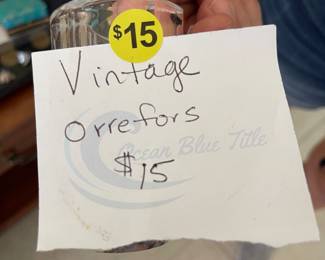 $15
Vintage
Orrefors
Ocean Blue Title
$15